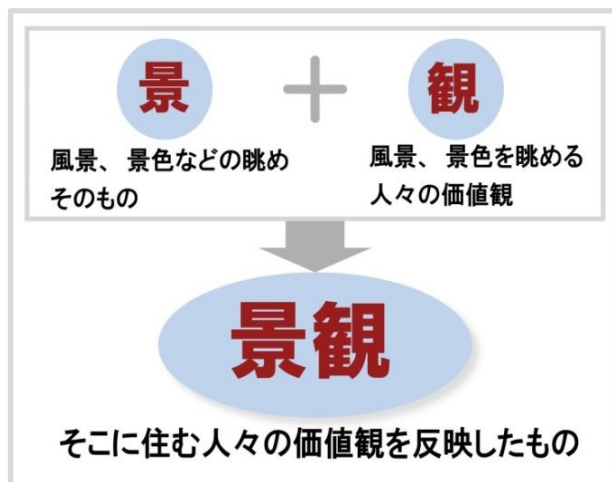 景
+
観
風景、景色などの眺め
そのもの
風景、景色を眺める
人々の価値観
景観
そこに住む人々の価値観を反映したもの